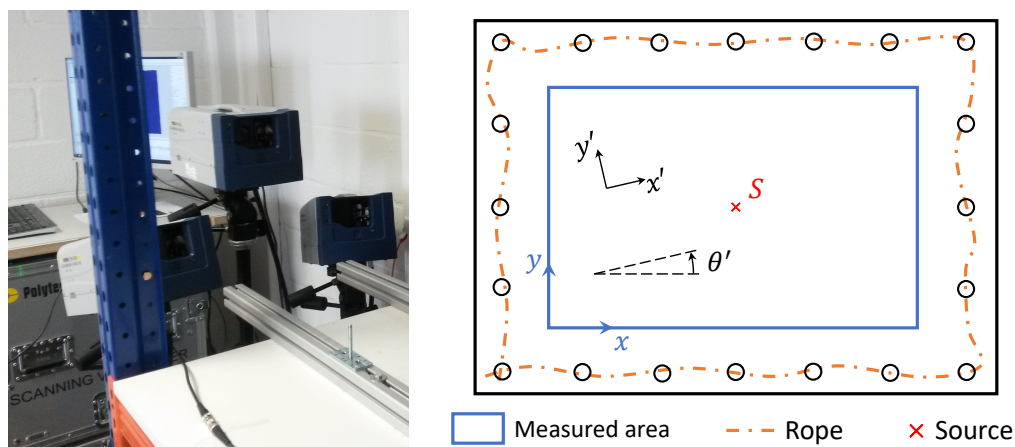 Polyte
SCANNING V
y'
x'
S
θ'
y
x
Measured area
Rope
Source